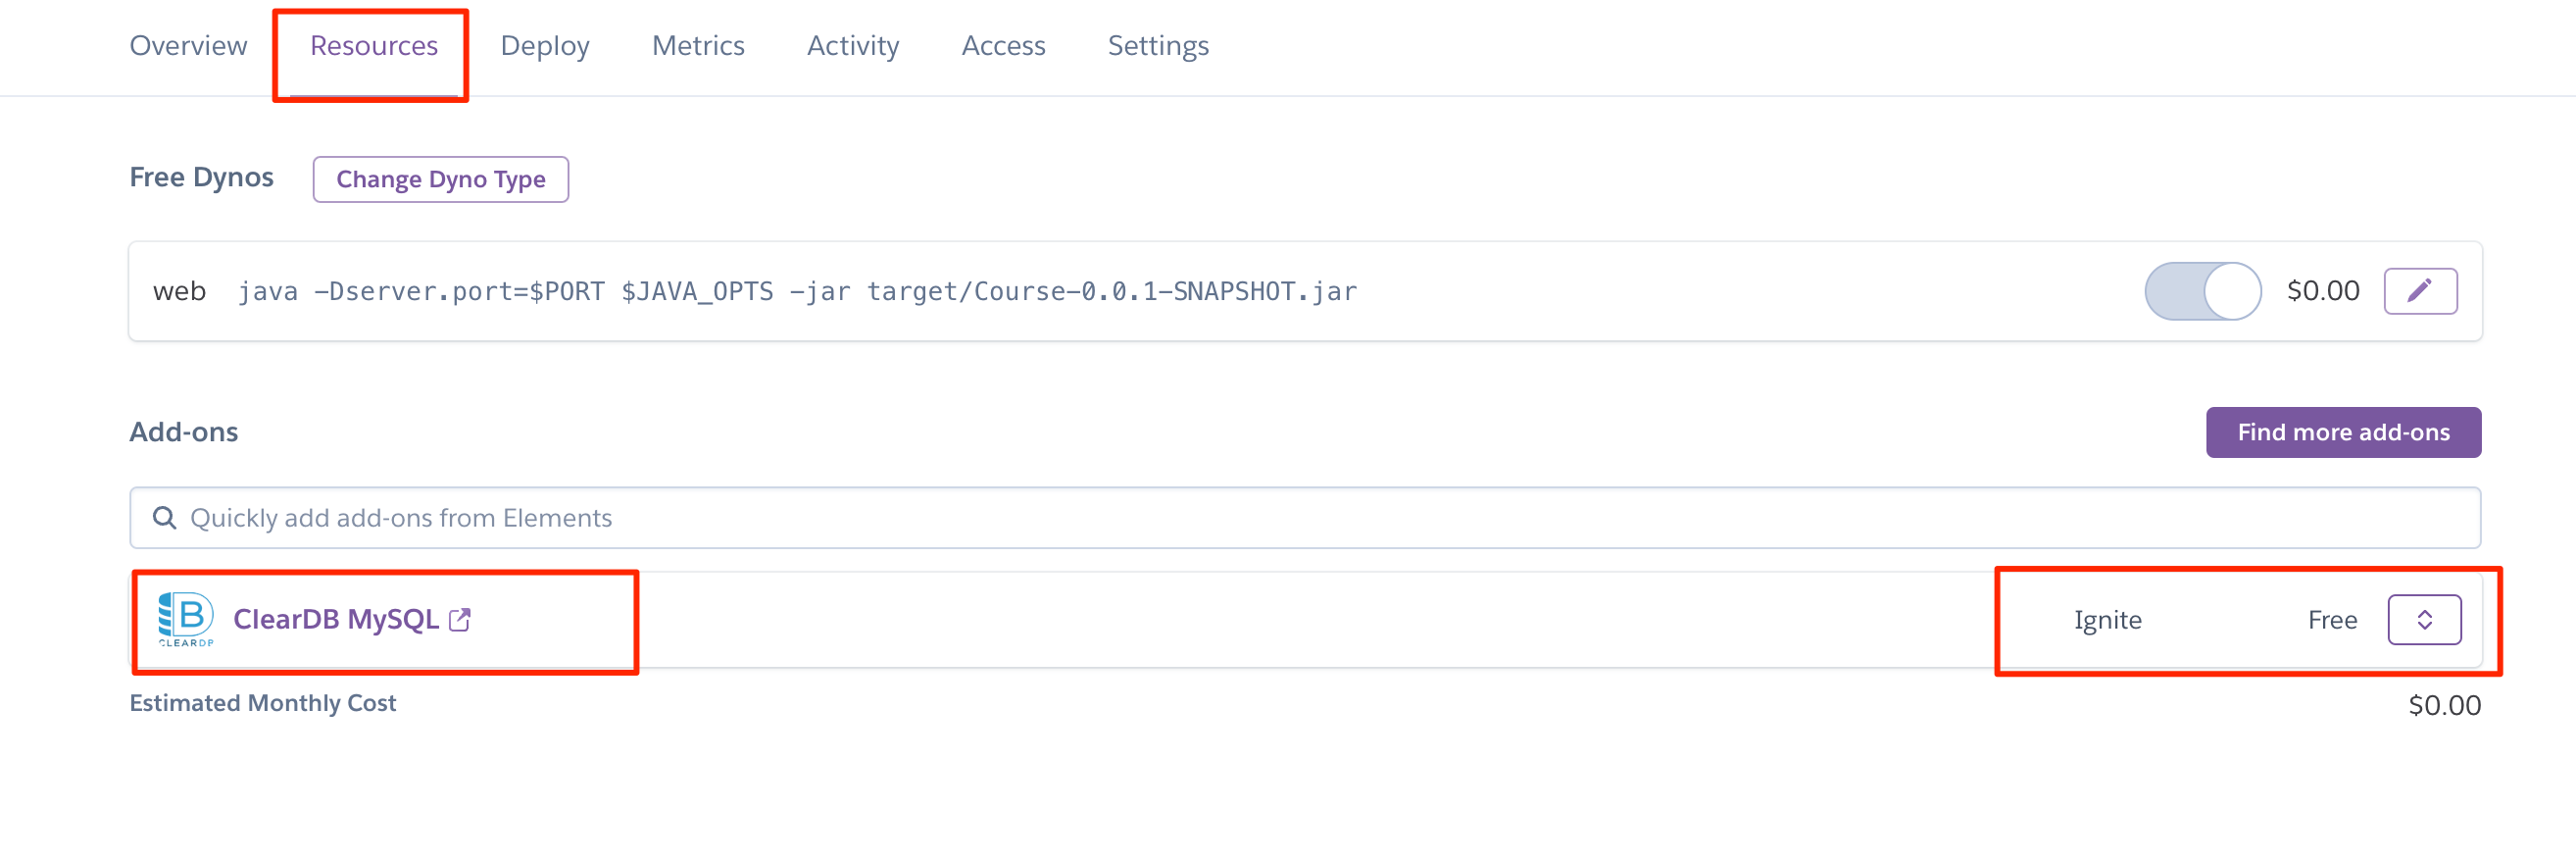 Overview Resources Deploy Metrics Activity Access Settings
Free Dynos Change Dyno Type
web java -Dserver.port=$PORT $JAVA_OPTS -jar target/Course-0.0.1-SNAPSHOT.jar $0.00
Add-ons Find more add-ons
Quickly add add-ons from Elements
B
CLEARDB
ClearDB MySQL Ignite Free
Estimated Monthly Cost $0.00